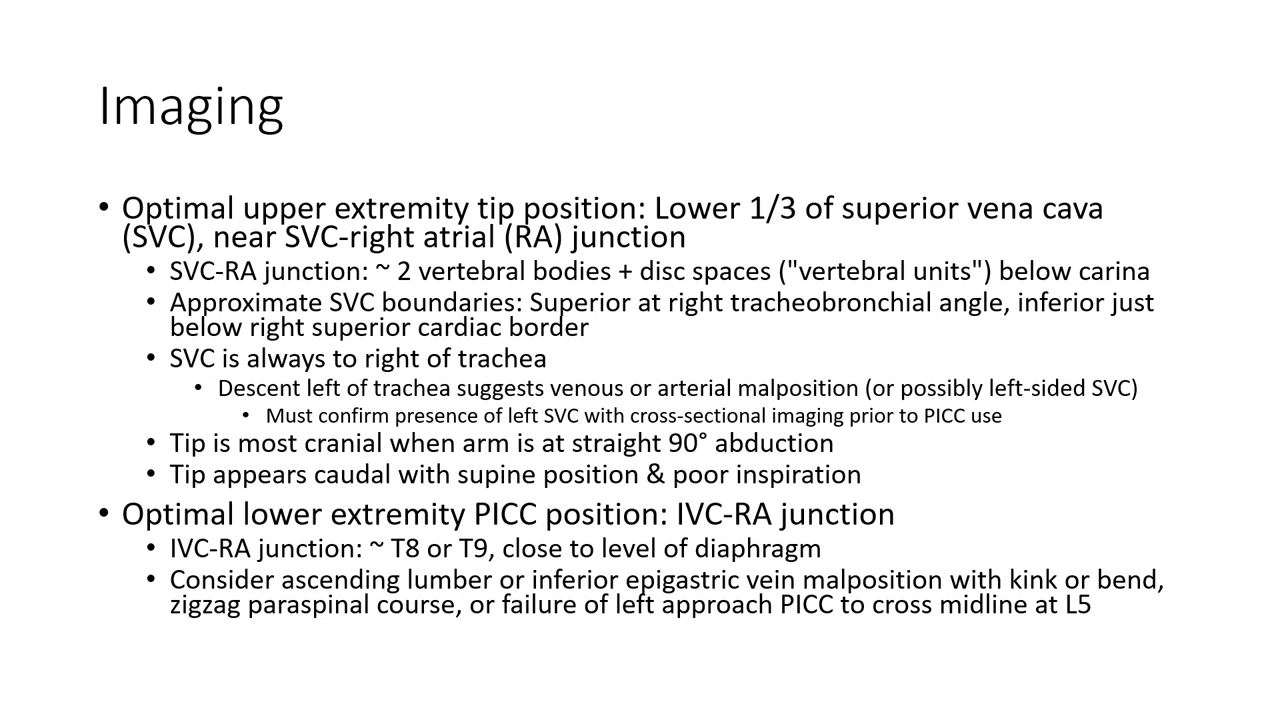 Imaging
• Optimal upper extremity tip position: Lower 1/3 of superior vena cava
(SVC), near SVC-right atrial (RA) junction
• SVC-RA junction: ~ 2 vertebral bodies + disc spaces ("vertebral units") below carina
• Approximate SVC boundaries: Superior at right tracheobronchial angle, inferior just
below right superior cardiac border
• SVC is always to right of trachea
• Descent left of trachea suggests venous or arterial malposition (or possibly left-sided SVC)
• Must confirm presence of left SVC with cross-sectional imaging prior to PICC use
• Tip is most cranial when arm is at straight 90° abduction
• Tip appears caudal with supine position & poor inspiration
• Optimal lower extremity PICC position: IVC-RA junction
• IVC-RA junction: ~ T8 or T9, close to level of diaphragm
• Consider ascending lumber or inferior epigastric vein malposition with kink or bend,
zigzag paraspinal course, or failure of left approach PICC to cross midline at L5